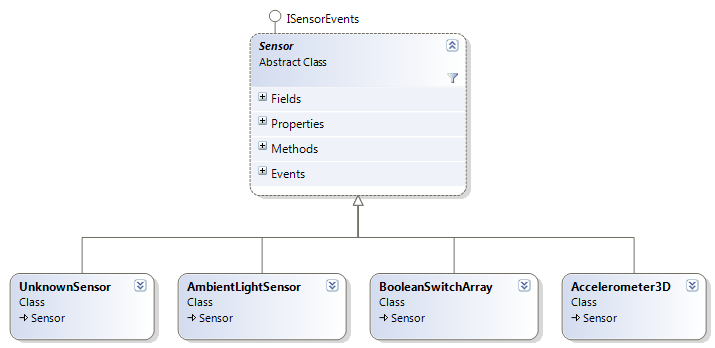 ISensorEvents
Sensor
Abstract Class
Fields
Properties
Methods
Events
UnknownSensor
Class
Sensor
AmbientLightSensor
Class
Sensor
BooleanSwitchArray
Class
Sensor
Accelerometer3D
Class
Sensor